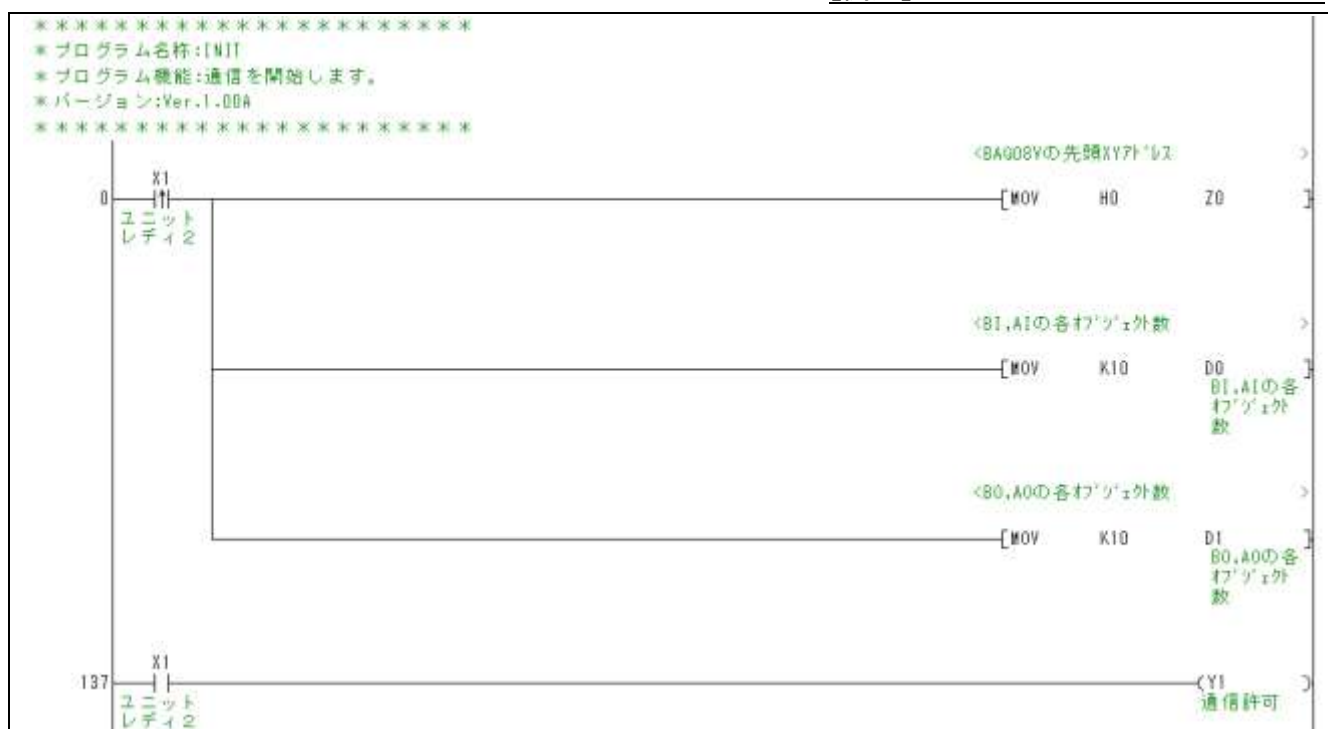 ＊＊＊＊＊＊＊＊＊＊＊＊＊＊＊＊＊＊＊＊＊＊
＊プログラム名称:INIT
＊プログラム機能:通信を開始します。
＊バージョン:Ver.1.00A
＊＊＊＊＊＊＊＊＊＊＊＊＊＊＊＊＊＊＊＊＊＊
<BAQ08Vの先頭XYｱﾄﾞﾚｽ >
X1
0 [MOV H0 Z0 ]
ユニット
レディ2
<BI,AIの各ｵﾌﾞｼﾞｪｸﾄ数 >
[MOV K10 D0 ]
BI,AIの各
ｵﾌﾞｼﾞｪｸﾄ
数
<BO,AOの各ｵﾌﾞｼﾞｪｸﾄ数 >
[MOV K10 D1 ]
BO,AOの各
ｵﾌﾞｼﾞｪｸﾄ
数
X1
137 (Y1 )
ユニット
レディ2
通信許可